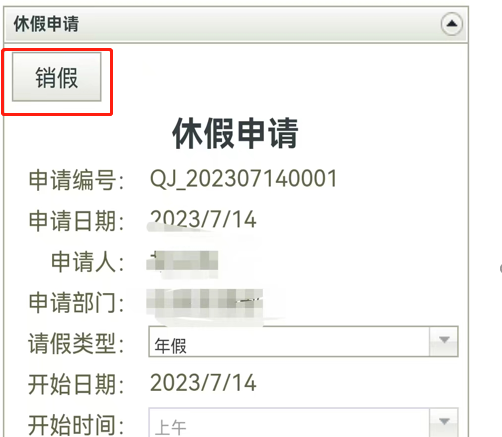 休假申请
销假
休假申请
申请编号： QJ_202307140001
申请日期： 2023/7/14
申请人：
申请部门：
请假类型： 年假
开始日期： 2023/7/14
开始时间： 上午